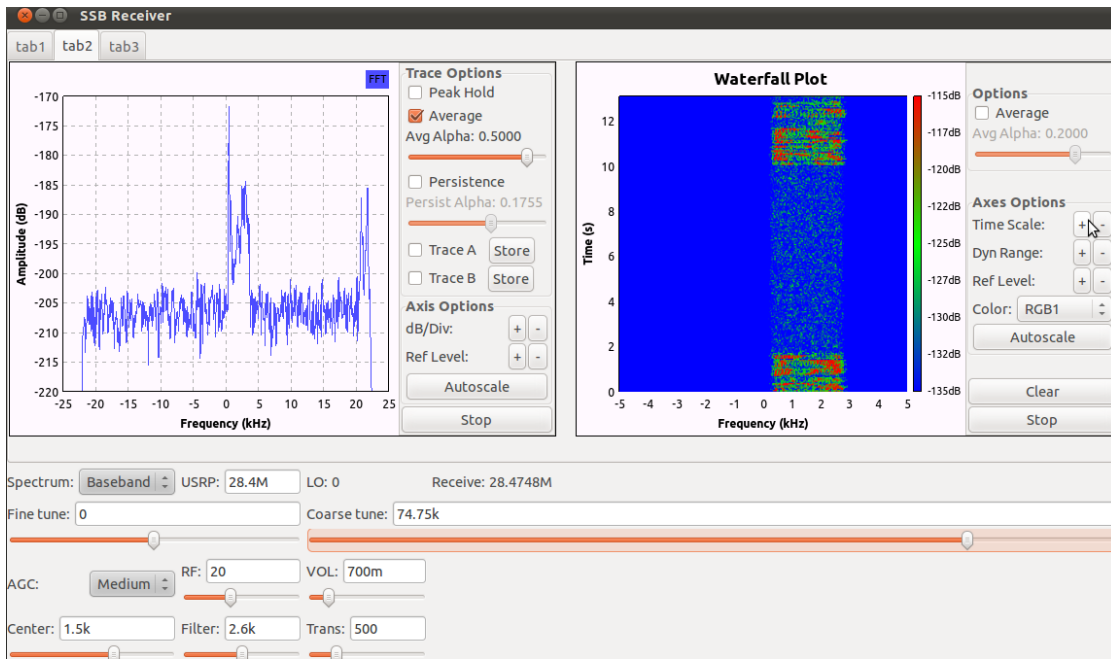 SSB Receiver
tab1 tab2 tab3
FFT
-170
-175
-180
-185
-190
-195
-200
-205
-210
-215
-220
Amplitude (dB)
-25 -20 -15 -10 -5 0 5 10 15 20 25
Frequency (kHz)
Trace Options
Peak Hold
Average
Avg Alpha: 0.5000
Persistence
Persist Alpha: 0.1755
Trace A Store
Trace B Store
Axis Options
dB/Div: + -
Ref Level: + -
Autoscale
Stop
Waterfall Plot
12
10
8
6
4
2
0
Time (s)
-5 -4 -3 -2 -1 0 1 2 3 4 5
Frequency (kHz)
-115dB
-117dB
-120dB
-122dB
-125dB
-127dB
-130dB
-132dB
-135dB
Options
Average
Avg Alpha: 0.2000
Axes Options
Time Scale: + -
Dyn Range: + -
Ref Level: + -
Color: RGB1
Autoscale
Clear
Stop
Spectrum: Baseband USRP: 28.4M LO: 0 Receive: 28.4748M
Fine tune: 0 Coarse tune: 74.75k
AGC: Medium RF: 20 VOL: 700m
Center: 1.5k Filter: 2.6k Trans: 500